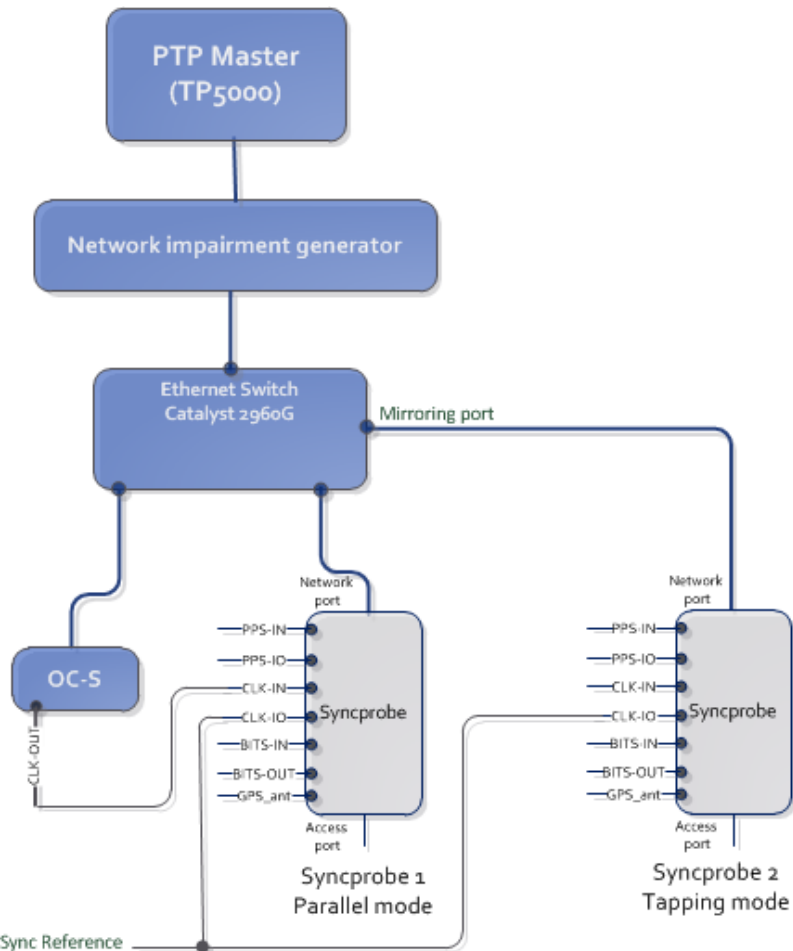 PTP Master
(TP5000)
Network impairment generator
Ethernet Switch
Catalyst 2960G
Mirroring port
Network
port
PPS-IN
PPS-IO
CLK-IN
CLK-IO
BITS-IN
BITS-OUT
GPS_ant
Syncprobe
Access
port
Syncprobe 1
Parallel mode
Network
port
PPS-IN
PPS-IO
CLK-IN
CLK-IO
BITS-IN
BITS-OUT
GPS_ant
Syncprobe
Access
port
Syncprobe 2
Tapping mode
OC-S
CLK-OUT
Sync Reference